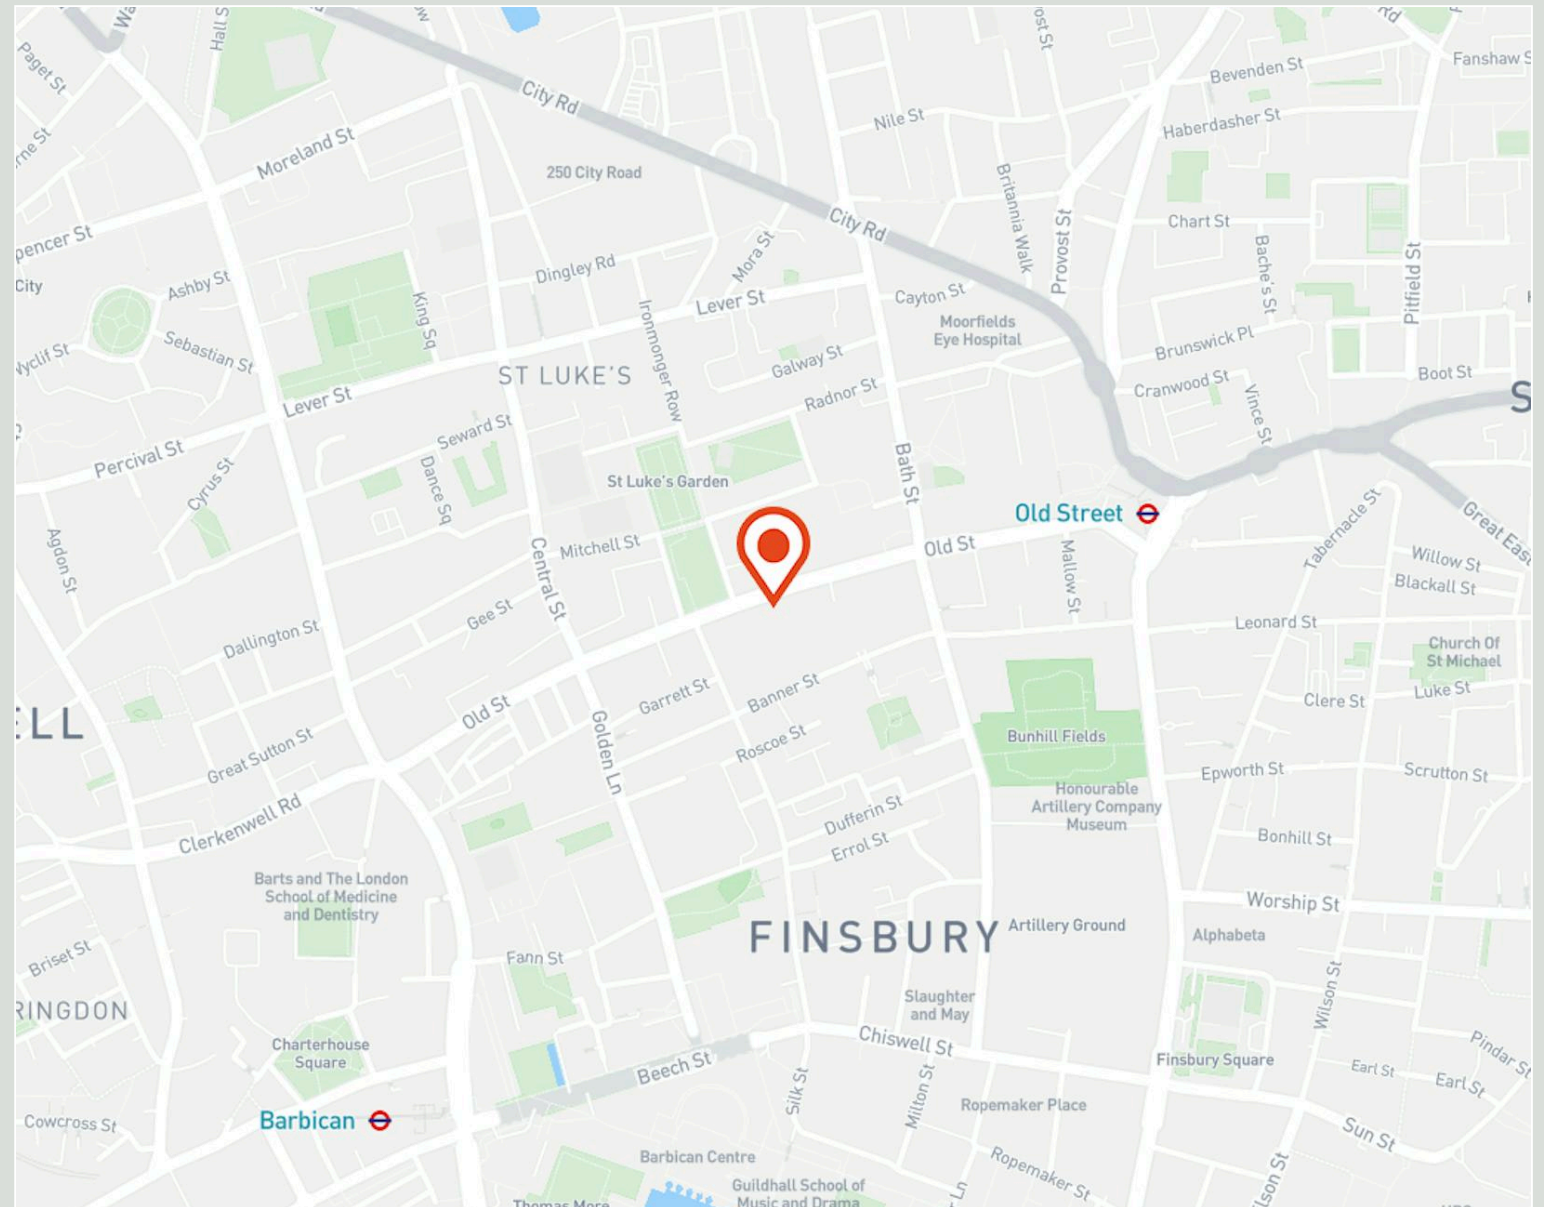 Hall S
City Rd
Bevenden St
Rd
Fanshaw S
Paget St
Nile St
Haberdasher St
Moreland St
250 City Road
Britannia Walk
Provost St
Chart St
City Rd
Mora St
Bache's St
Pitfield St
pencer St
City
Ashby St
King Sq
Dingley Rd
Ironmonger Row
Lever St
Cayton St
Moorfields
Eye Hospital
Sebastian St
Brunswick Pl
ST LUKE'S
Galway St
Radnor St
Cranwood St
Vince St
Boot St
S
Lever St
Seward St
Percival St
Cyrus St
Dance Sq
St Luke's Garden
Bath St
Old Street
Tabernacle St
Great East
Agdon St
Central St
Mitchell St
Old St
Mallow St
Willow St
Blackall St
Gee St
Dallington St
Leonard St
Church Of
St Michael
Luke St
Clere St
Garrett St
Banner St
Old St
Golden Ln
ELL
Great Sutton St
Roscoe St
Bunhill Fields
Epworth St
Scrutton St
Honourable
Artillery Company
Museum
Clerkenwell Rd
Dufferin St
Errol St
Bonhill St
Barts and The London
School of Medicine
and Dentistry
Worship St
FINSBURY
Artillery Ground
Alphabeta
Briset St
Fann St
Wilson St
RINGDON
Slaughter
and May
Charterhouse
Square
Chiswell St
Finsbury Square
Pindar St
Beech St
Silk St
Milton St
Earl St
Earl St
Barbican
Ropemaker Place
Cowcross St
Sun St
Barbican Centre
Ropemaker St
Guildhall School of
Music and Drama
Thomas More
Ln
lson St